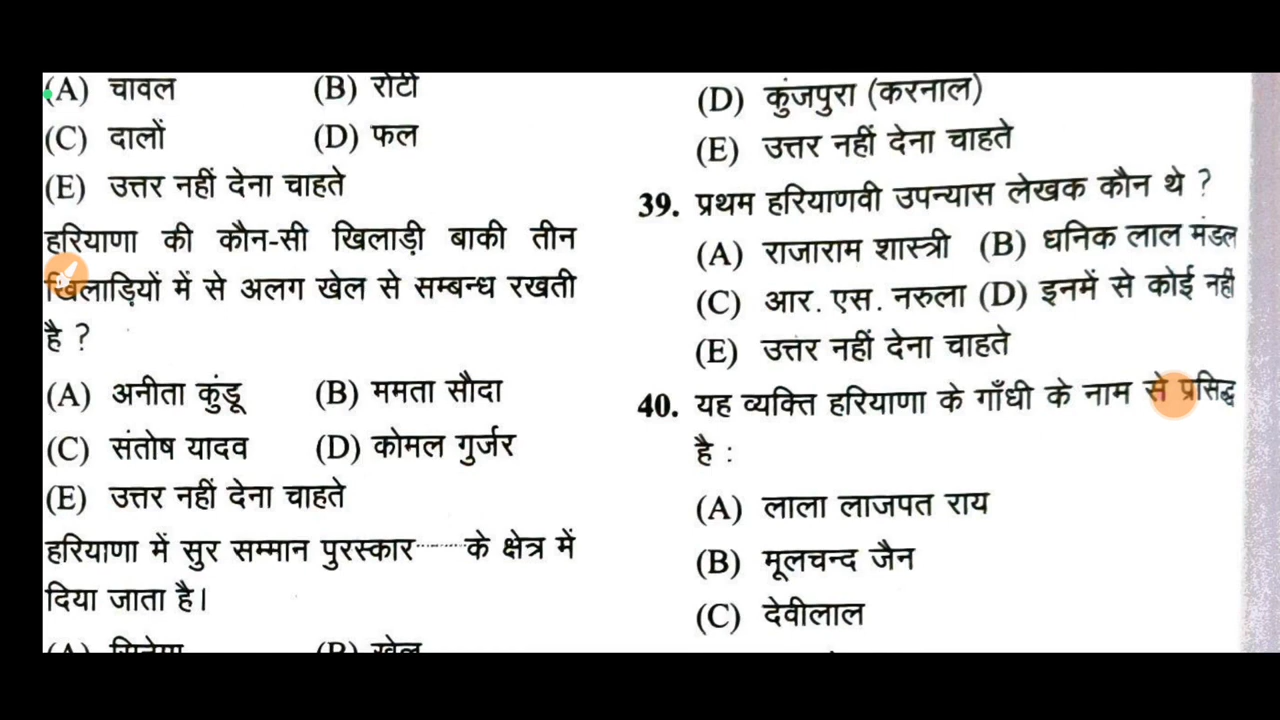 (A) चावल (B) रोटी
(C) दालों (D) फल
(E) उत्तर नहीं देना चाहते
हरियाणा की कौन-सी खिलाड़ी बाकी तीन
खिलाड़ियों में से अलग खेल से सम्बन्ध रखती
है ?
(A) अनीता कुंडू (B) ममता सौदा
(C) संतोष यादव (D) कोमल गुर्जर
(E) उत्तर नहीं देना चाहते
हरियाणा में सुर सम्मान पुरस्कार ........ के क्षेत्र में
दिया जाता है।
(A) सिनेमा (B) खेल
(D) कुंजपुरा (करनाल)
(E) उत्तर नहीं देना चाहते
39. प्रथम हरियाणवी उपन्यास लेखक कौन थे ?
(A) राजाराम शास्त्री (B) धनिक लाल मंडल
(C) आर. एस. नरुला (D) इनमें से कोई नहीं
(E) उत्तर नहीं देना चाहते
40. यह व्यक्ति हरियाणा के गाँधी के नाम से प्रसिद्ध
है :
(A) लाला लाजपत राय
(B) मूलचन्द जैन
(C) देवीलाल